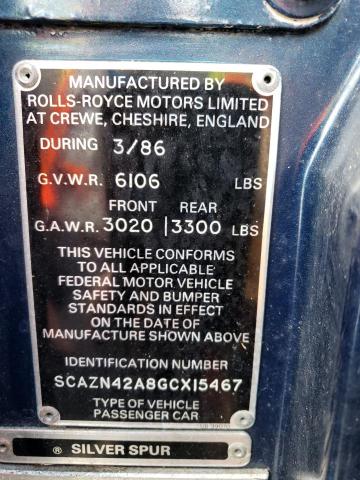 MANUFACTURED BY
ROLLS-ROYCE MOTORS LIMITED
AT CREWE, CHESHIRE, ENGLAND
DURING 3/86
G.V.W.R. 6106 LBS
FRONT REAR
G.A.W.R. 3020 | 3300 LBS
THIS VEHICLE CONFORMS
TO ALL APPLICABLE
FEDERAL MOTOR VEHICLE
SAFETY AND BUMPER
STANDARDS IN EFFECT
ON THE DATE OF
MANUFACTURE SHOWN ABOVE
IDENTIFICATION NUMBER
SCAZN42A8GCX15467
TYPE OF VEHICLE
PASSENGER CAR
® SILVER SPUR